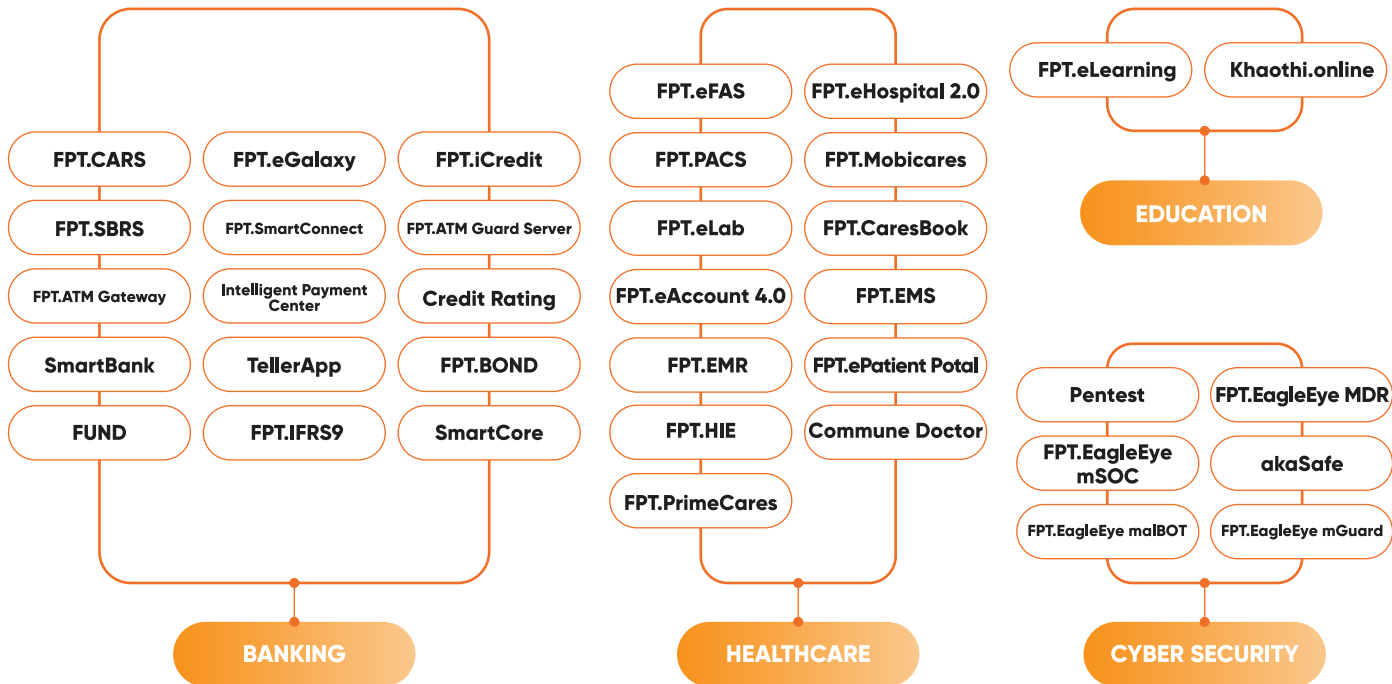 FPT.CARS
FPT.eGalaxy
FPT.iCredit
FPT.SBRS
FPT.SmartConnect
FPT.ATM Guard Server
FPT.ATM Gateway
Intelligent Payment
Center
Credit Rating
SmartBank
TellerApp
FPT.BOND
FUND
FPT.IFRS9
SmartCore
BANKING
FPT.eFAS
FPT.eHospital 2.0
FPT.PACS
FPT.Mobicares
FPT.eLab
FPT.CaresBook
FPT.eAccount 4.0
FPT.EMS
FPT.EMR
FPT.ePatient Potal
FPT.HIE
Commune Doctor
FPT.PrimeCares
HEALTHCARE
FPT.eLearning
Khaothi.online
EDUCATION
Pentest
FPT.EagleEye MDR
FPT.EagleEye
mSOC
akaSafe
FPT.EagleEye malBOT
FPT.EagleEye mGuard
CYBER SECURITY